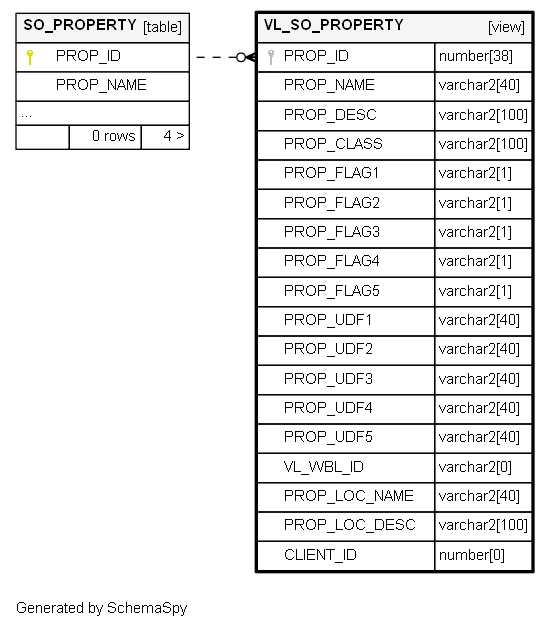 SO_PROPERTY [table]
PROP_ID
PROP_NAME
...
0 rows 4 >
VL_SO_PROPERTY [view]
PROP_ID number[38]
PROP_NAME varchar2[40]
PROP_DESC varchar2[100]
PROP_CLASS varchar2[100]
PROP_FLAG1 varchar2[1]
PROP_FLAG2 varchar2[1]
PROP_FLAG3 varchar2[1]
PROP_FLAG4 varchar2[1]
PROP_FLAG5 varchar2[1]
PROP_UDF1 varchar2[40]
PROP_UDF2 varchar2[40]
PROP_UDF3 varchar2[40]
PROP_UDF4 varchar2[40]
PROP_UDF5 varchar2[40]
VL_WBL_ID varchar2[0]
PROP_LOC_NAME varchar2[40]
PROP_LOC_DESC varchar2[100]
CLIENT_ID number[0]
Generated by SchemaSpy